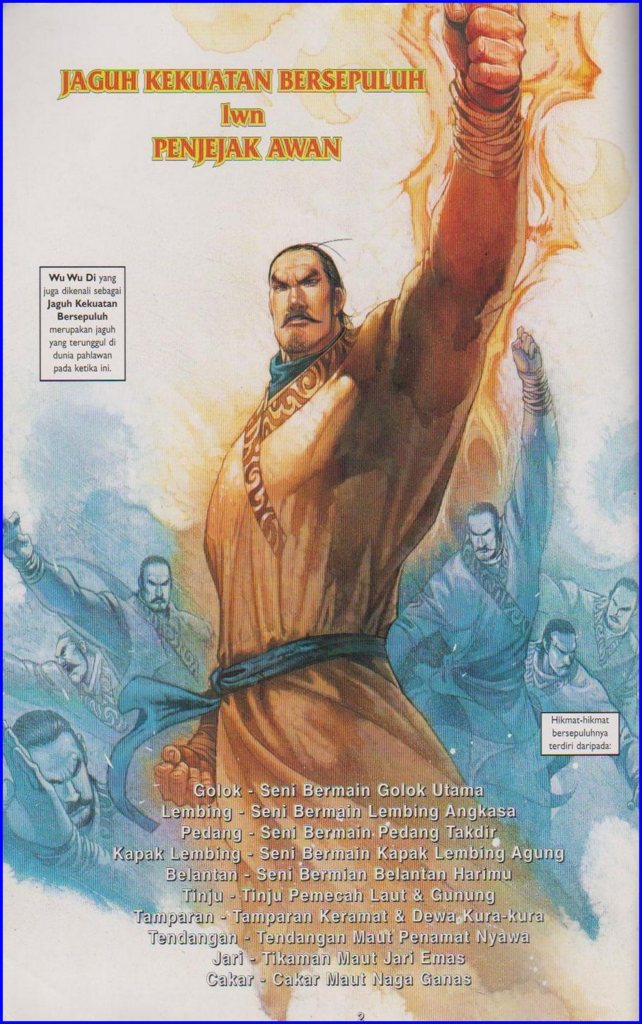 JAGUH KEKUATAN BERSEPULUH
lwn
PENJEJAK AWAN
Wu Wu Di yang
juga dikenali sebagai
Jaguh Kekuatan
Bersepuluh
merupakan jaguh
yang terunggul di
dunia pahlawan
pada ketika ini.
Hikmat-hikmat
bersepuluhnya
terdiri daripada:
Golok - Seni Bermain Golok Utama
Lembing - Seni Bermain Lembing Angkasa
Pedang - Seni Bermain Pedang Takdir
Kapak Lembing - Seni Bermain Kapak Lembing Agung
Belantan - Seni Bermian Belantan Harimu
Tinju - Tinju Pemecah Laut & Gunung
Tamparan - Tamparan Keramat & Dewa Kura-kura
Tendangan - Tendangan Maut Penamat Nyawa
Jari - Tikaman Maut Jari Emas
Cakar - Cakar Maut Naga Ganas
2